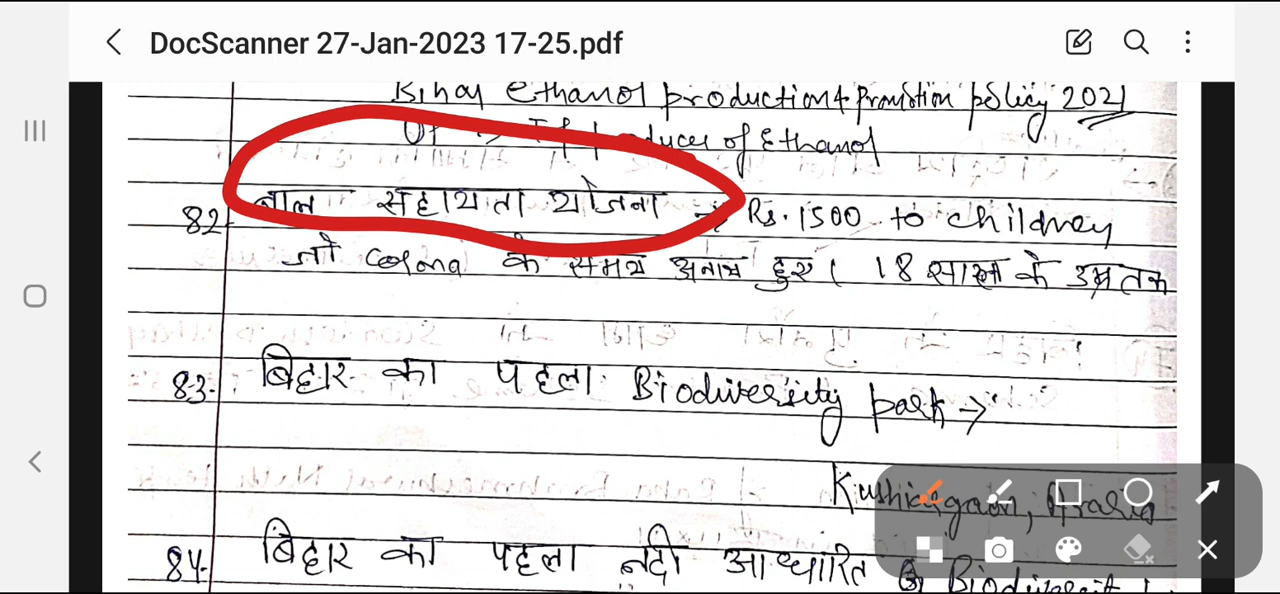 DocScanner 27-Jan-2023 17-25.pdf
Bihar Ethanol production & Promotion policy 2021
of Ethanol
82. बाल सहायता योजना → Rs. 1500 to children
जो corona के समय अनाथ हुए। 18 साल के उम्र तक
83. बिहार का पहला Biodiversity park →
Kushiargaon, Araria
84. बिहार का पहला नदी आधारित Biodiversity